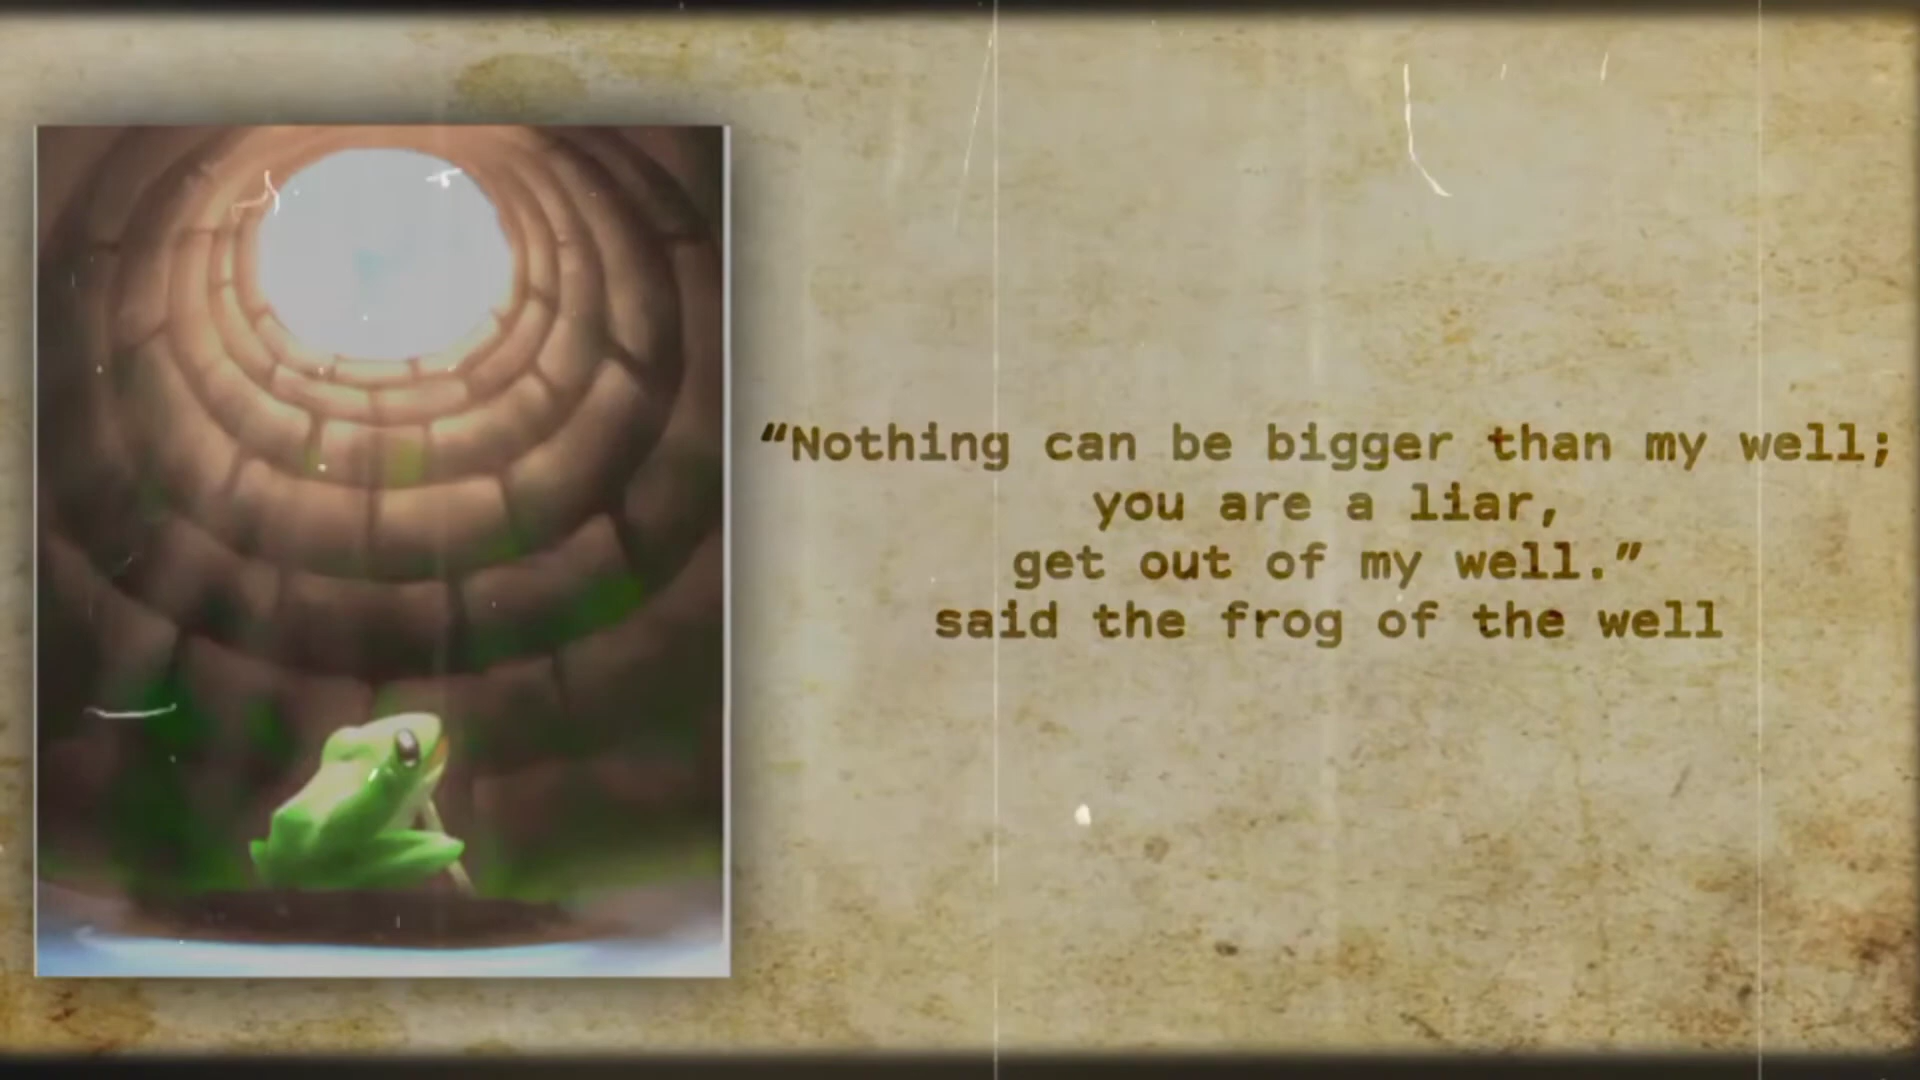 “Nothing can be bigger than my well;
you are a liar,
get out of my well.”
said the frog of the well